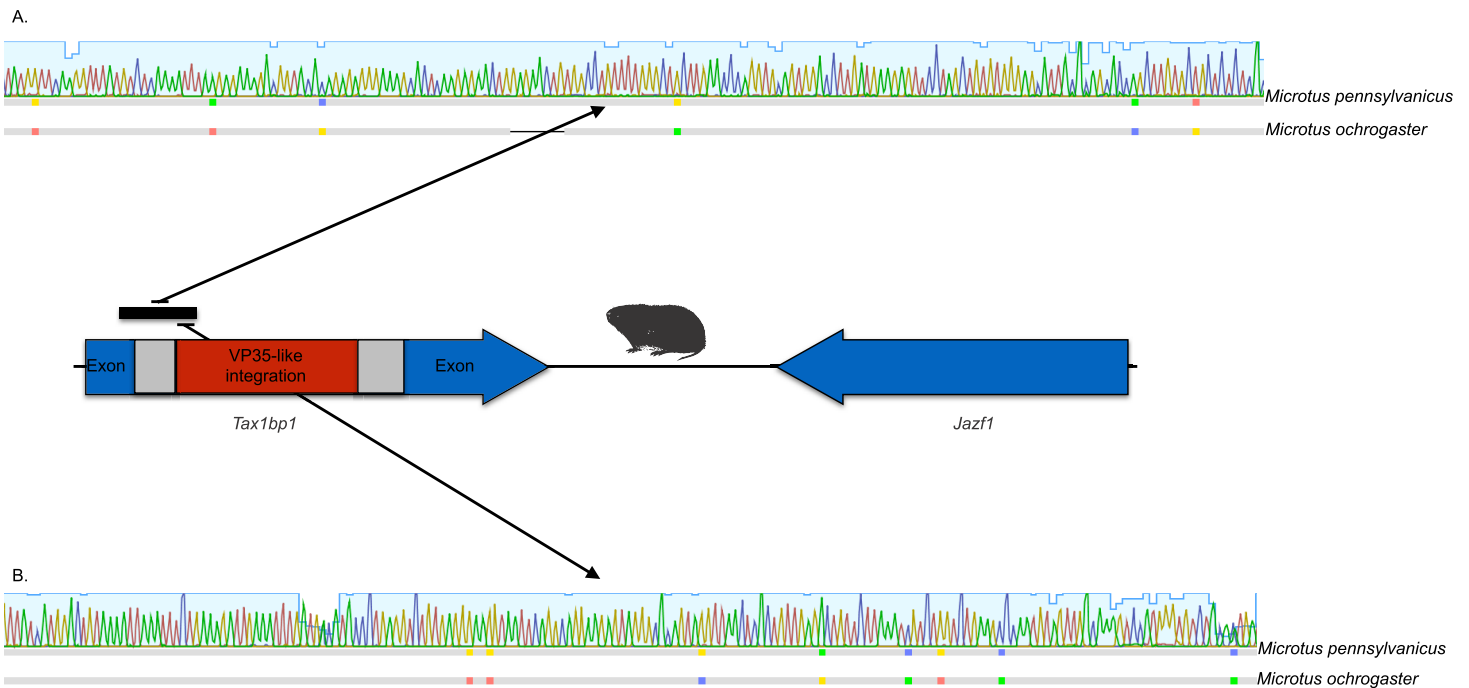 A.
Microtus pennsylvanicus
Microtus ochrogaster
Exon
VP35-like
integration
Exon
Tax1bp1
Jazf1
B.
Microtus pennsylvanicus
Microtus ochrogaster